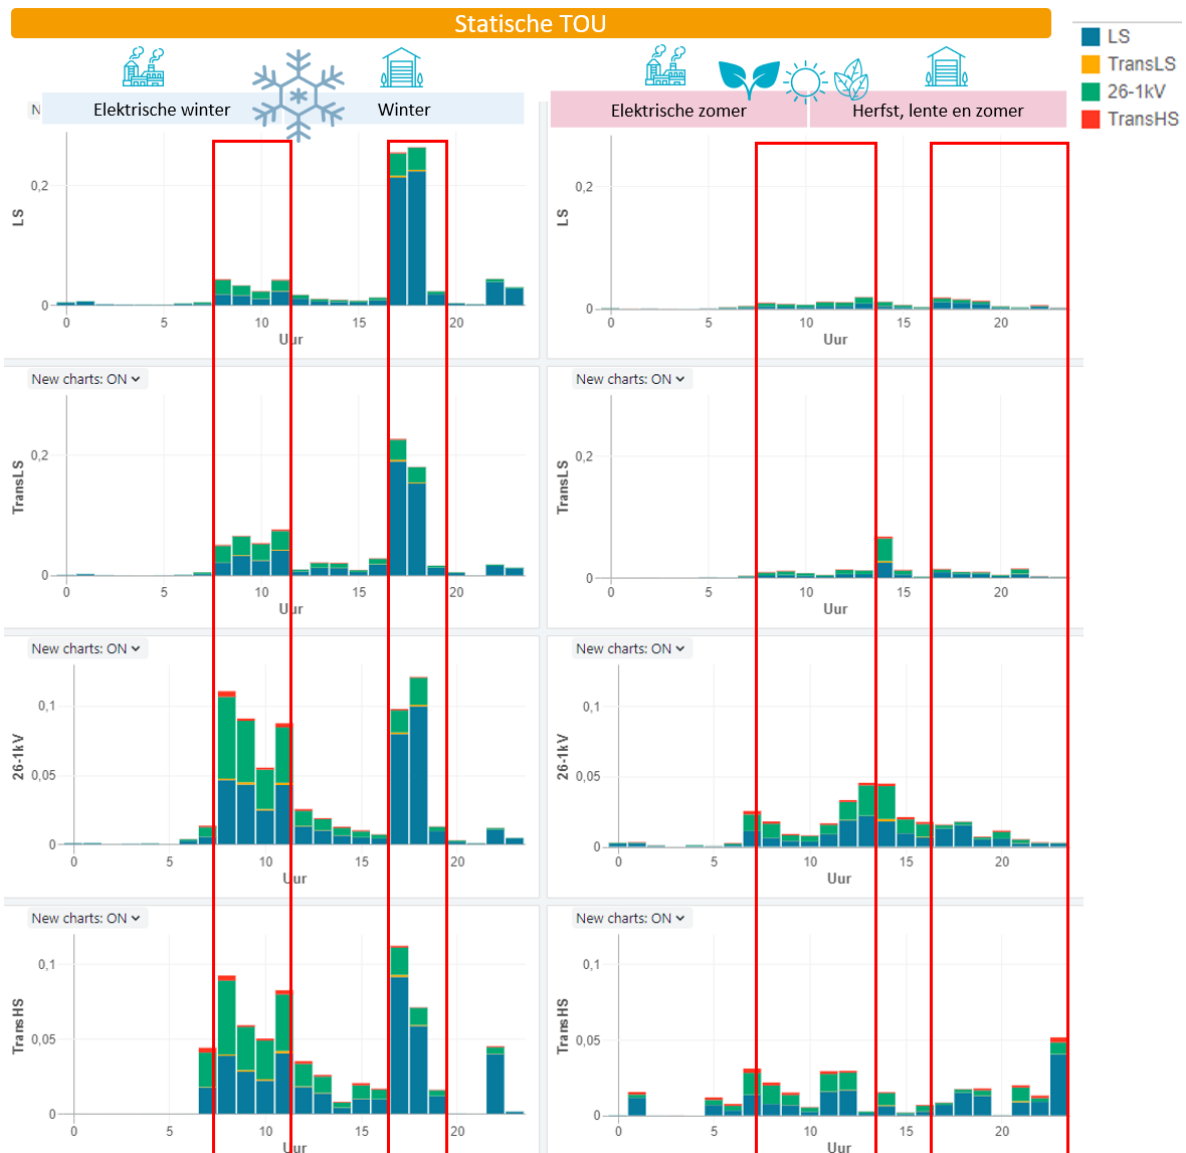 Statische TOU
LS
TransLS
26-1kV
TransHS
N
Elektrische winter
Winter
Elektrische zomer
Herfst, lente en zomer
LS
0,2
0
0 5 10 15 20
Uur
LS
0,2
0
0 5 10 15 20
Uur
New charts: ON
TransLS
0,2
0
0 5 10 15 20
Uur
New charts: ON
TransLS
0,2
0
0 5 10 15 20
Uur
New charts: ON
26-1kV
0,1
0,05
0
0 5 10 15 20
Uur
New charts: ON
26-1kV
0,1
0,05
0
0 5 10 15 20
Uur
New charts: ON
TransHS
0,1
0,05
0
0 5 10 15 20
Uur
New charts: ON
TransHS
0,1
0,05
0
0 5 10 15 20
Uur